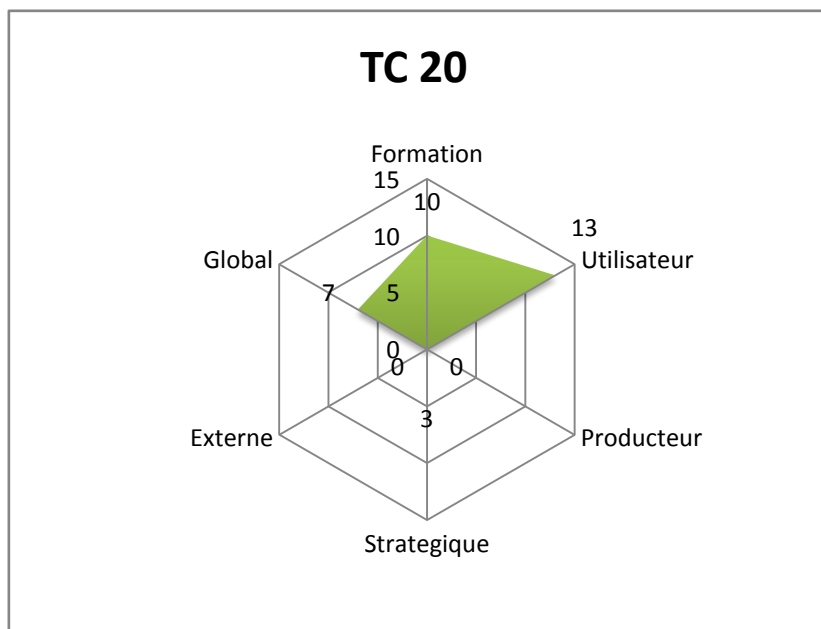 TC 20
Formation
15
10
13
10
Global
Utilisateur
7
5
0
0
0
3
Externe
Producteur
Strategique